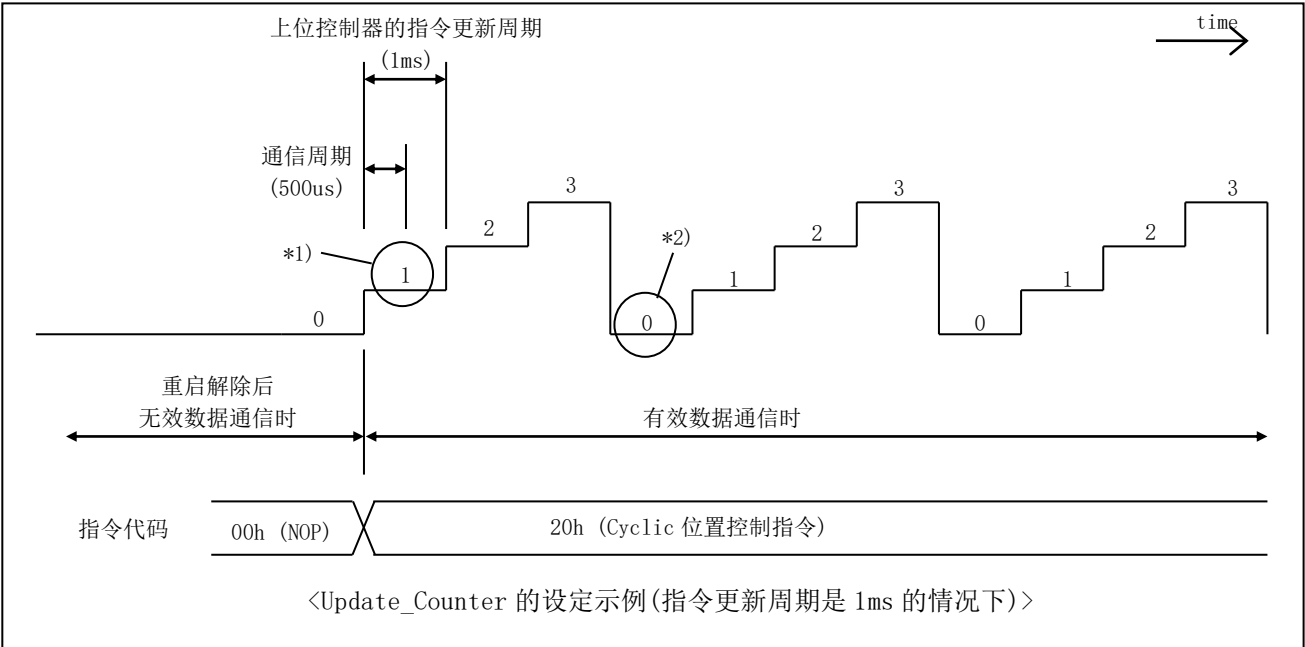 上位控制器的指令更新周期
(1ms)
time
通信周期
(500us)
*1)
0
1
2
3
*2)
0
1
2
3
0
1
2
3
重启解除后
无效数据通信时
有效数据通信时
指令代码
00h (NOP)
20h (Cyclic 位置控制指令)
<Update_Counter 的设定示例(指令更新周期是 1ms 的情况下)>